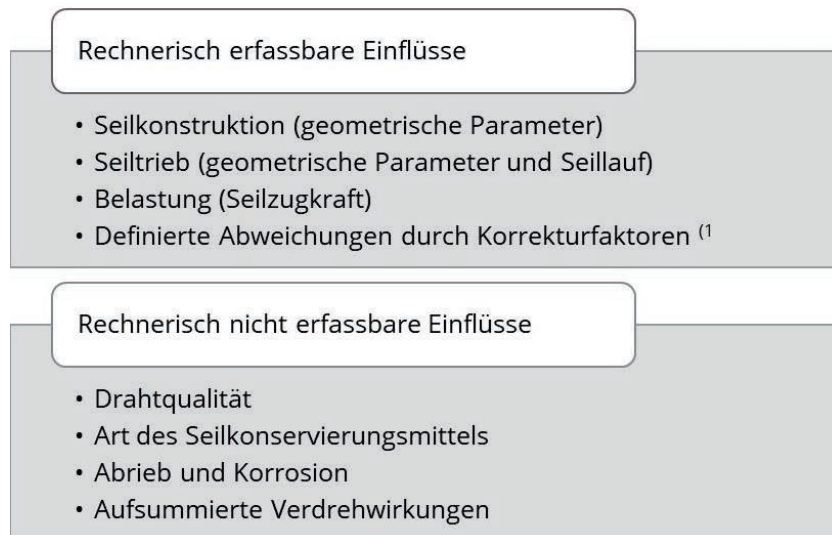 Rechnerisch erfassbare Einflüsse
• Seilkonstruktion (geometrische Parameter)
• Seiltrieb (geometrische Parameter und Seillauf)
• Belastung (Seilzugkraft)
• Definierte Abweichungen durch Korrekturfaktoren (1
Rechnerisch nicht erfassbare Einflüsse
• Drahtqualität
• Art des Seilkonservierungsmittels
• Abrieb und Korrosion
• Aufsummierte Verdrehwirkungen